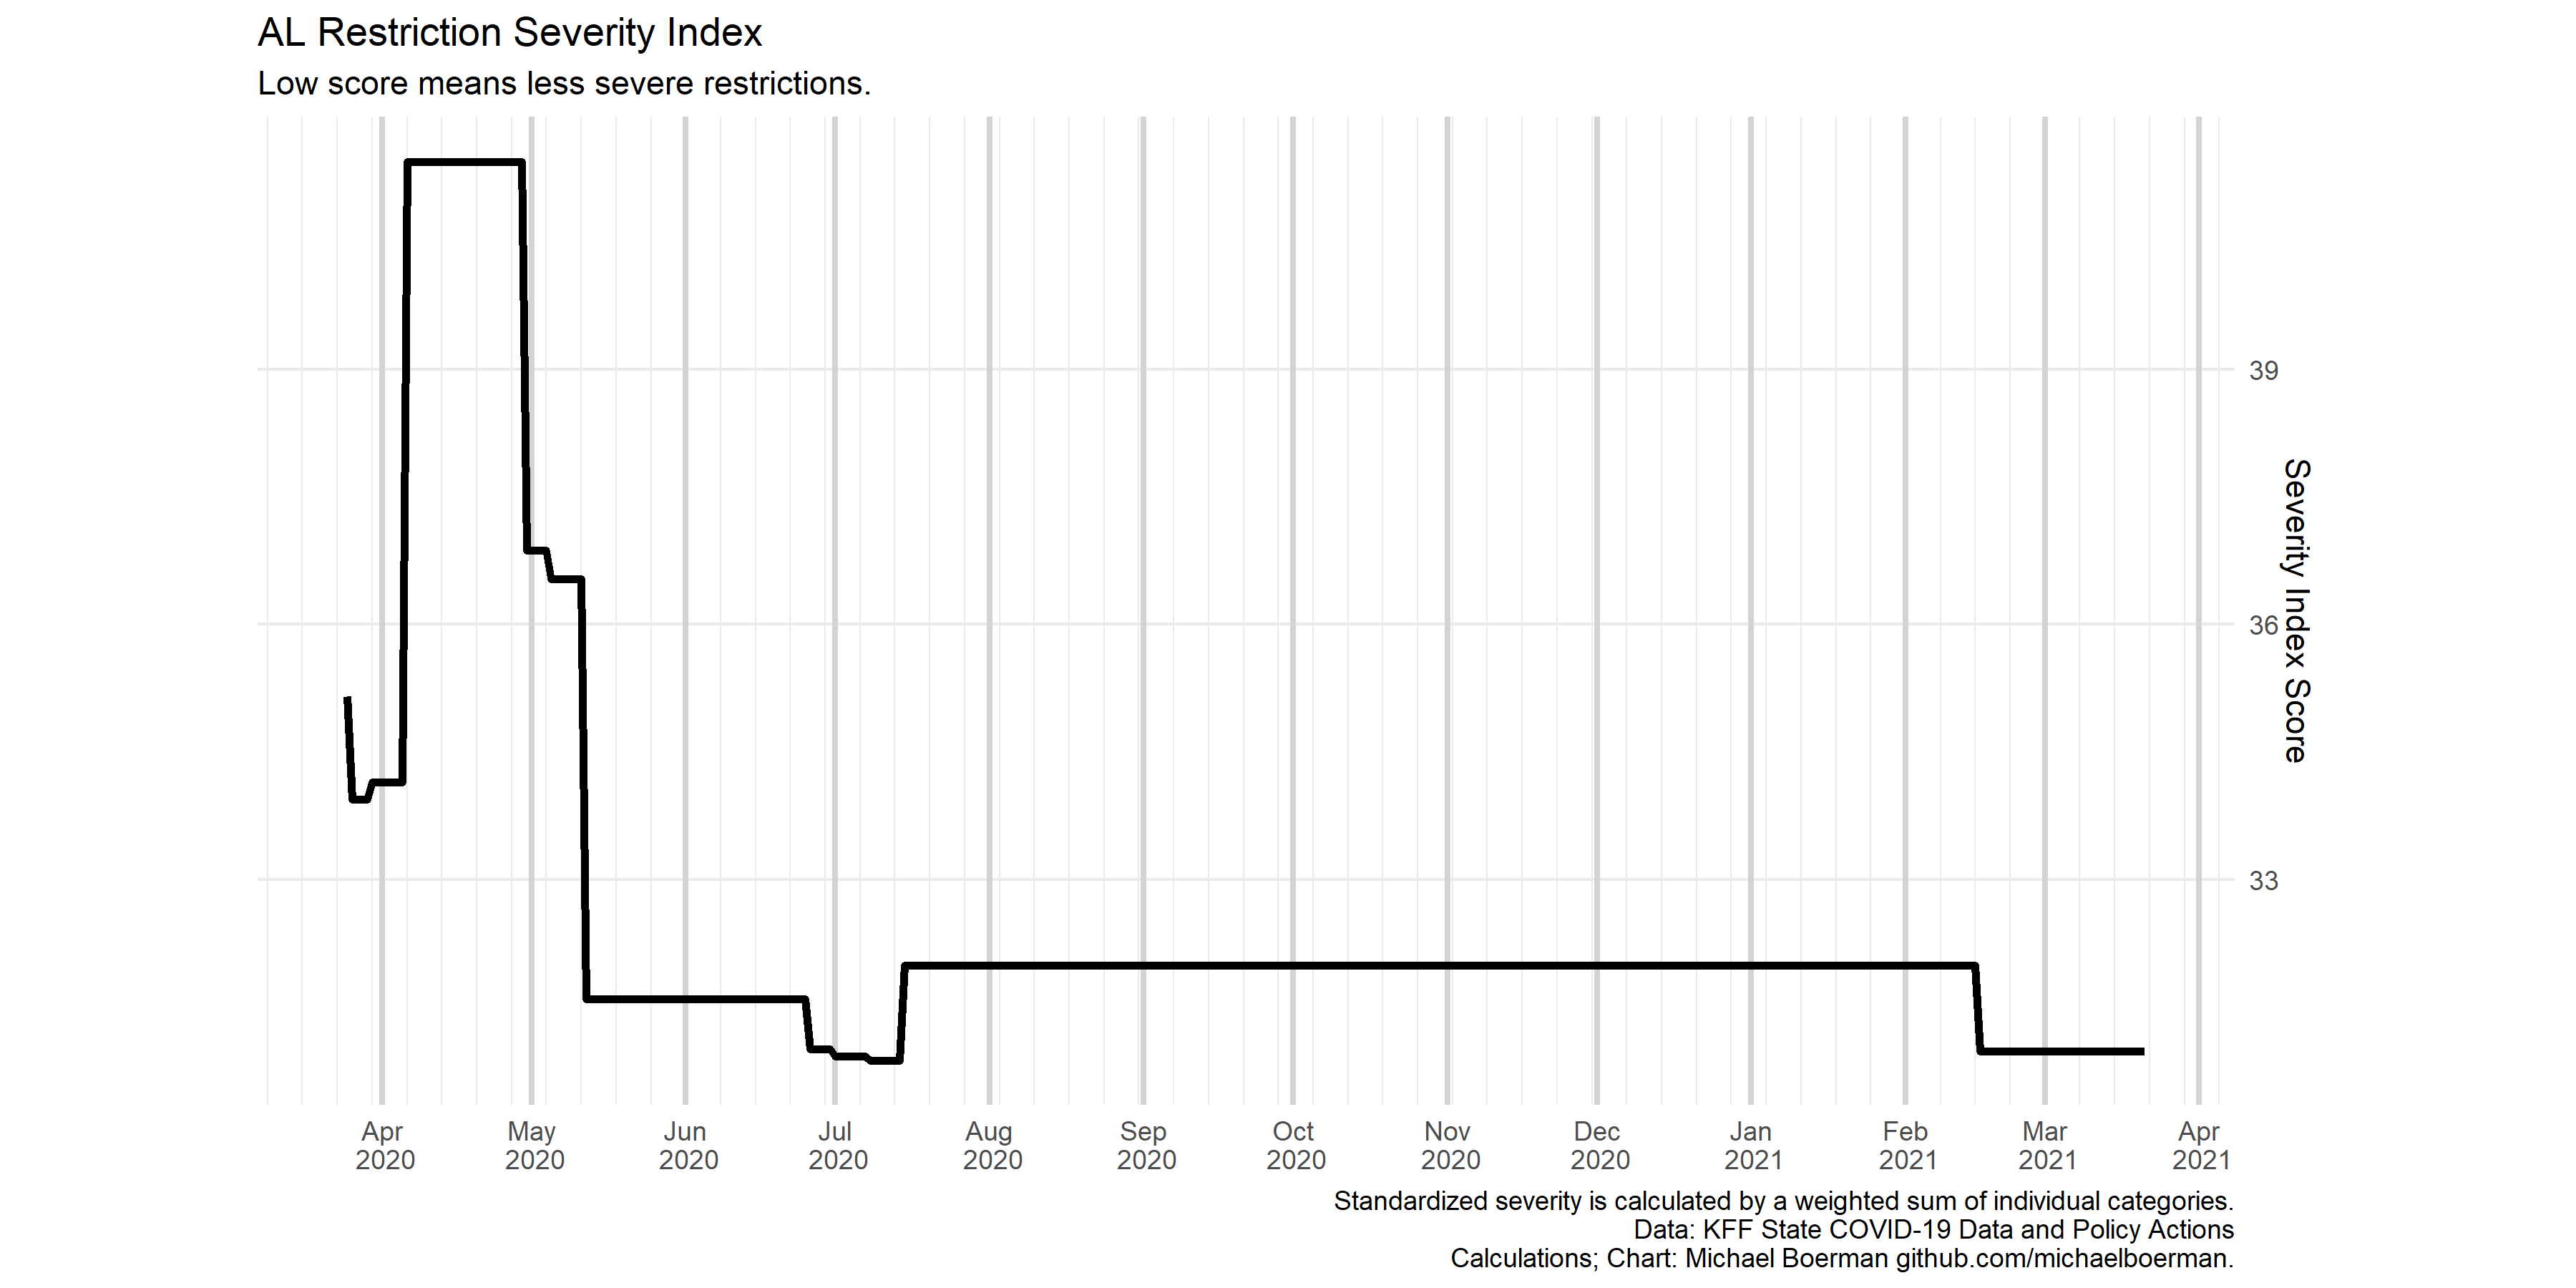 AL Restriction Severity Index
Low score means less severe restrictions.
39
36
33
Severity Index Score
Apr 2020
May 2020
Jun 2020
Jul 2020
Aug 2020
Sep 2020
Oct 2020
Nov 2020
Dec 2020
Jan 2021
Feb 2021
Mar 2021
Apr 2021
Standardized severity is calculated by a weighted sum of individual categories.
Data: KFF State COVID-19 Data and Policy Actions
Calculations; Chart: Michael Boerman github.com/michaelboerman.